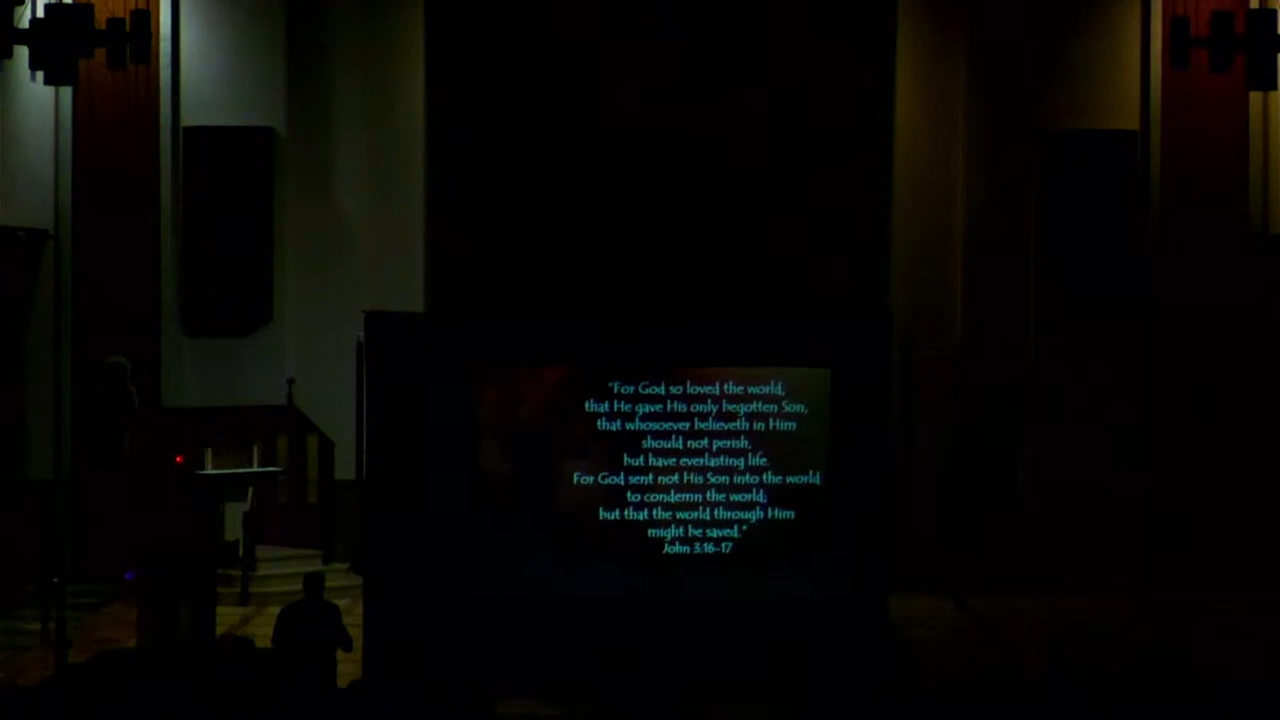 "For God so loved the world,
that He gave His only begotten Son,
that whosoever believeth in Him
should not perish,
but have everlasting life.
For God sent not His Son into the world
to condemn the world;
but that the world through Him
might be saved."
John 3:16-17